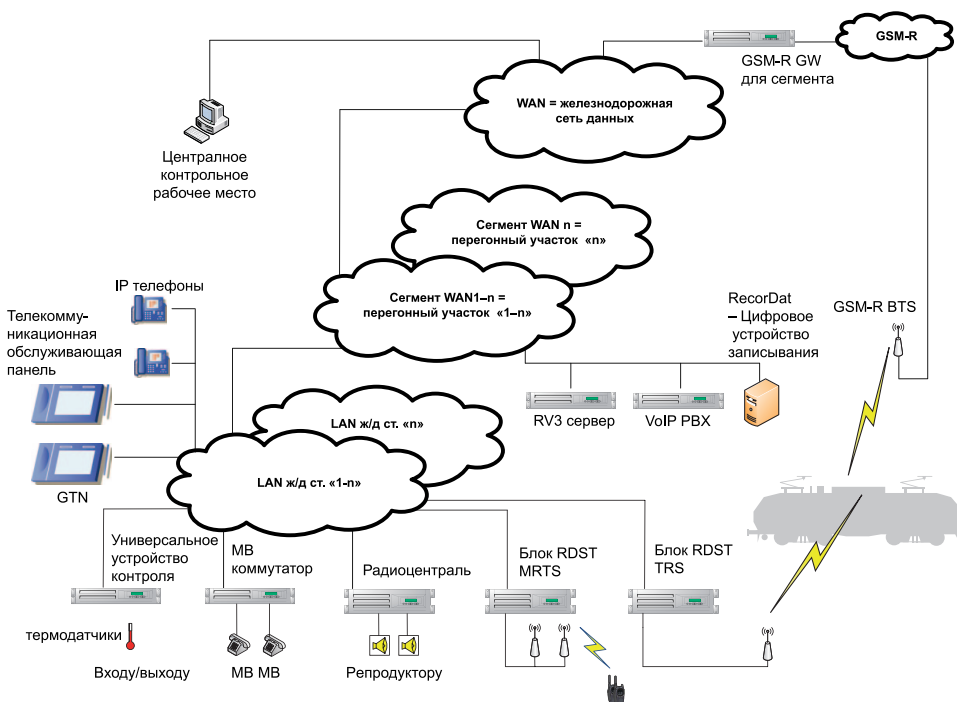 GSM-R
GSM-R GW
для сегмента
WAN = железнодорожная
сеть данных
Централное
контрольное
рабочее место
Сегмент WAN n =
перегонный участок «n»
Сегмент WAN1–n =
перегонный участок «1–n»
IP телефоны
Телекомму-
никационная
обслуживающая
панель
RecorDat
– Цифровое
устройство
записывания
GSM-R BTS
RV3 сервер
VoIP PBX
LAN ж/д ст. «n»
LAN ж/д ст. «1-n»
GTN
Универсальное
устройство
контроля
МВ
коммутатор
Радиоцентраль
Блок RDST
MRTS
Блок RDST
TRS
термодатчики
Входу/выходу
МВ МВ
Репродуктору